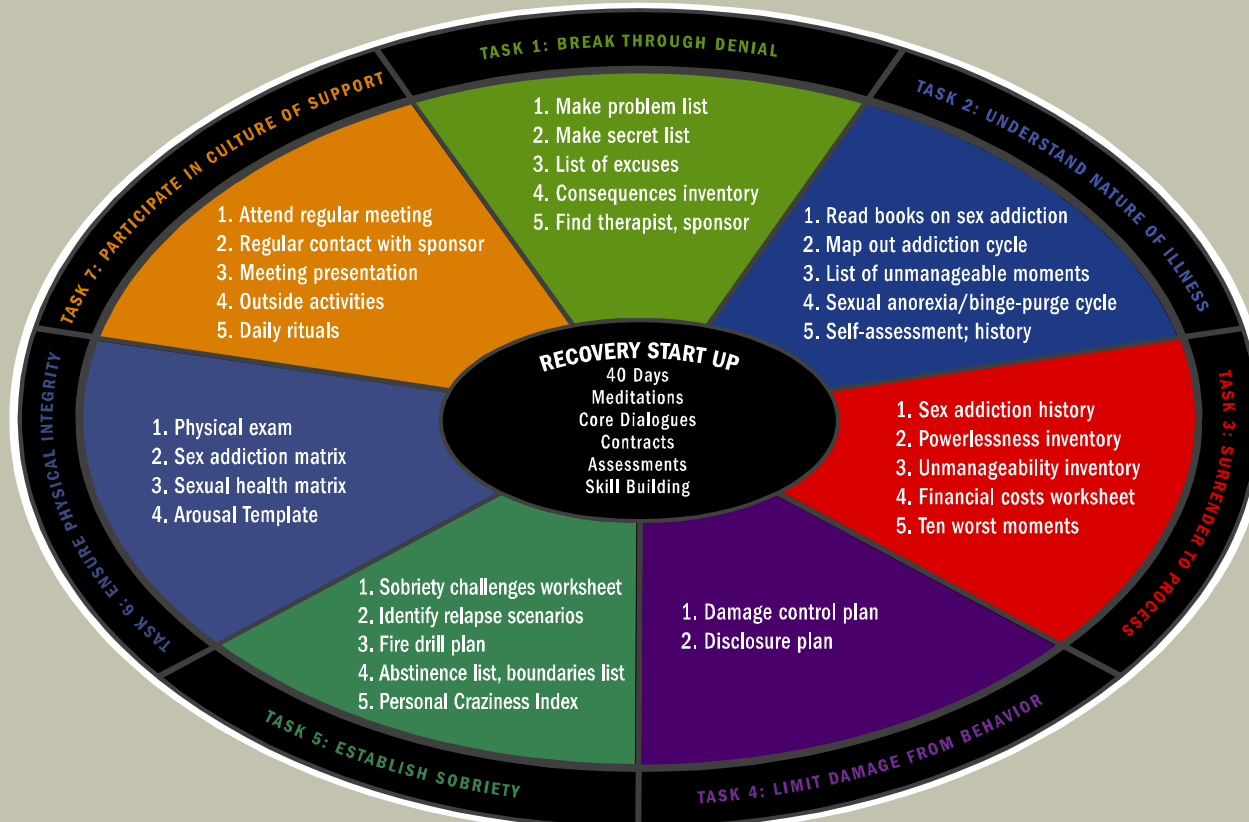 TASK 1: BREAK THROUGH DENIAL
1. Make problem list
2. Make secret list
3. List of excuses
4. Consequences inventory
5. Find therapist, sponsor
TASK 2: UNDERSTAND NATURE OF ILLNESS
1. Read books on sex addiction
2. Map out addiction cycle
3. List of unmanageable moments
4. Sexual anorexia/binge-purge cycle
5. Self-assessment; history
TASK 3: SURRENDER TO PROCESS
1. Sex addiction history
2. Powerlessness inventory
3. Unmanageability inventory
4. Financial costs worksheet
5. Ten worst moments
TASK 4: LIMIT DAMAGE FROM BEHAVIOR
1. Damage control plan
2. Disclosure plan
TASK 5: ESTABLISH SOBRIETY
1. Sobriety challenges worksheet
2. Identify relapse scenarios
3. Fire drill plan
4. Abstinence list, boundaries list
5. Personal Craziness Index
TASK 6: ENSURE PHYSICAL INTEGRITY
1. Physical exam
2. Sex addiction matrix
3. Sexual health matrix
4. Arousal Template
TASK 7: PARTICIPATE IN CULTURE OF SUPPORT
1. Attend regular meeting
2. Regular contact with sponsor
3. Meeting presentation
4. Outside activities
5. Daily rituals
RECOVERY START UP
40 Days
Meditations
Core Dialogues
Contracts
Assessments
Skill Building